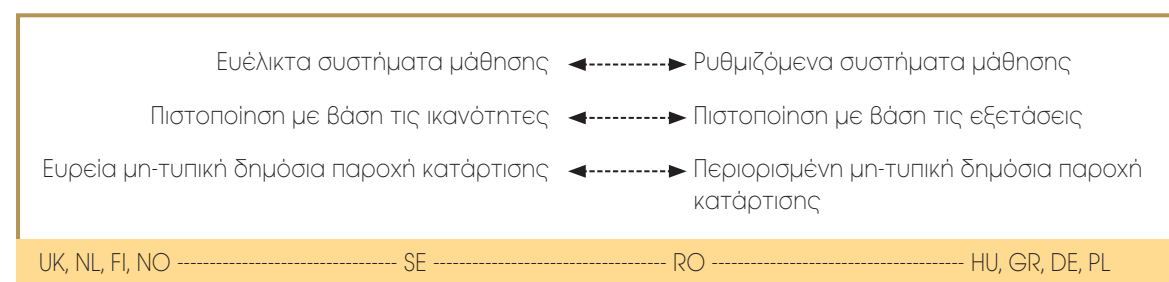 Ευέλικτα συστήματα μάθησης Ρυθμιζόμενα συστήματα μάθησης
Πιστοποίηση με βάση τις ικανότητες Πιστοποίηση με βάση τις εξετάσεις
Ευρεία μη-τυπική δημόσια παροχή κατάρτισης Περιορισμένη μη-τυπική δημόσια παροχή
κατάρτισης
UK, NL, FI, NO ---------------------------------- SE ------------------------------------ RO --------------------------------------- HU, GR, DE, PL